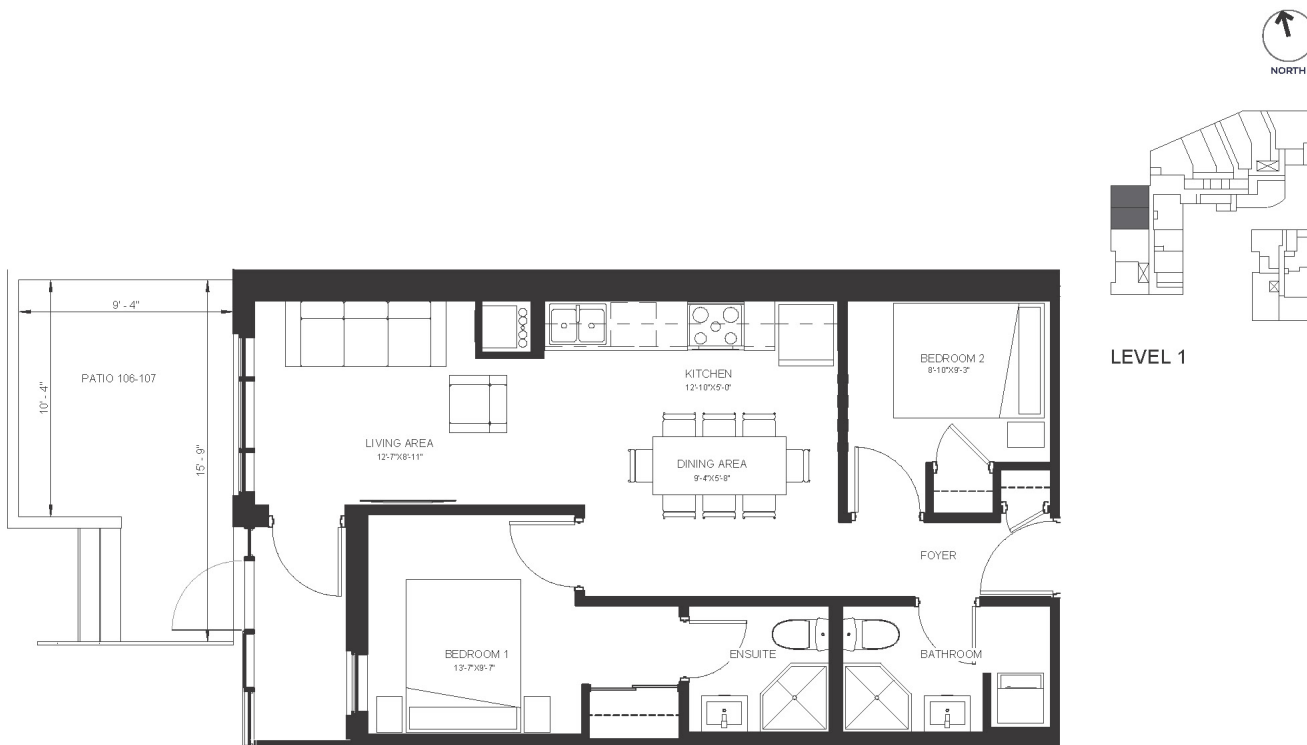 NORTH
LEVEL 1
9' - 4"
10' - 4"
15' - 9"
PATIO 106-107
LIVING AREA
12'-7"X8'-11"
KITCHEN
12'-10"X5'-0"
DINING AREA
9'-4"X5'-8"
BEDROOM 2
8'-10"X9'-3"
FOYER
BEDROOM 1
13'-7"X9'-7"
ENSUITE
BATHROOM